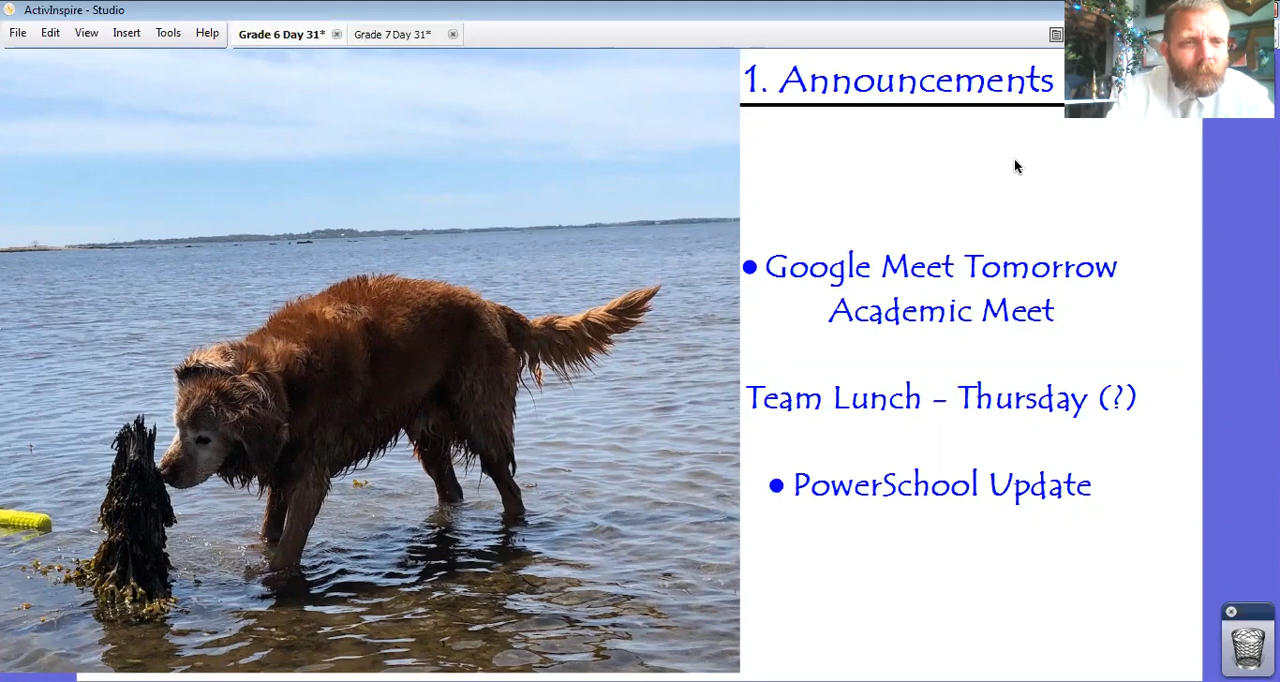 ActivInspire - Studio
File Edit View Insert Tools Help
Grade 6 Day 31* Grade 7 Day 31*
1. Announcements
• Google Meet Tomorrow
Academic Meet
Team Lunch - Thursday (?)
• PowerSchool Update